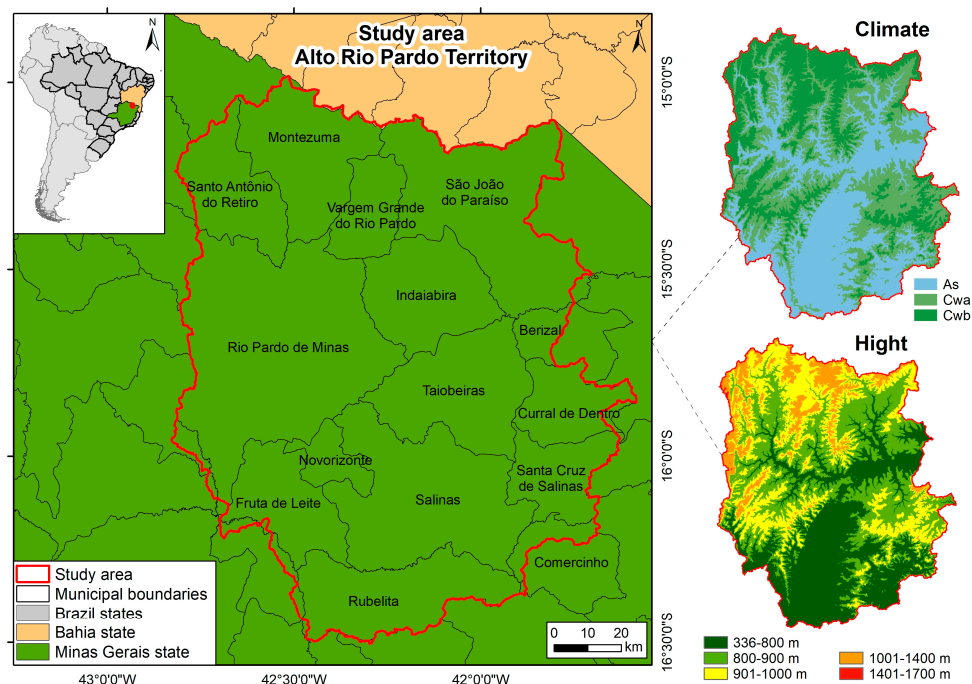 N
Study area
Alto Rio Pardo Territory
N
Montezuma
Santo Antônio
do Retiro
São João
do Paraíso
Vargem Grande
do Rio Pardo
Indaiabira
Berizal
Rio Pardo de Minas
Taiobeiras
Curral de Dentro
Novorizonte
Santa Cruz
de Salinas
Fruta de Leite
Salinas
Comercinho
Rubelita
Study area
Municipal boundaries
Brazil states
Bahia state
Minas Gerais state
0 10 20
Km
43°0'0"W
42°30'0"W
42°0'0"W
15°0'0"S
15°30'0"S
16°0'0"S
16°30'0"S
Climate
As
Cwa
Cwb
Hight
336-800 m
800-900 m
901-1000 m
1001-1400 m
1401-1700 m